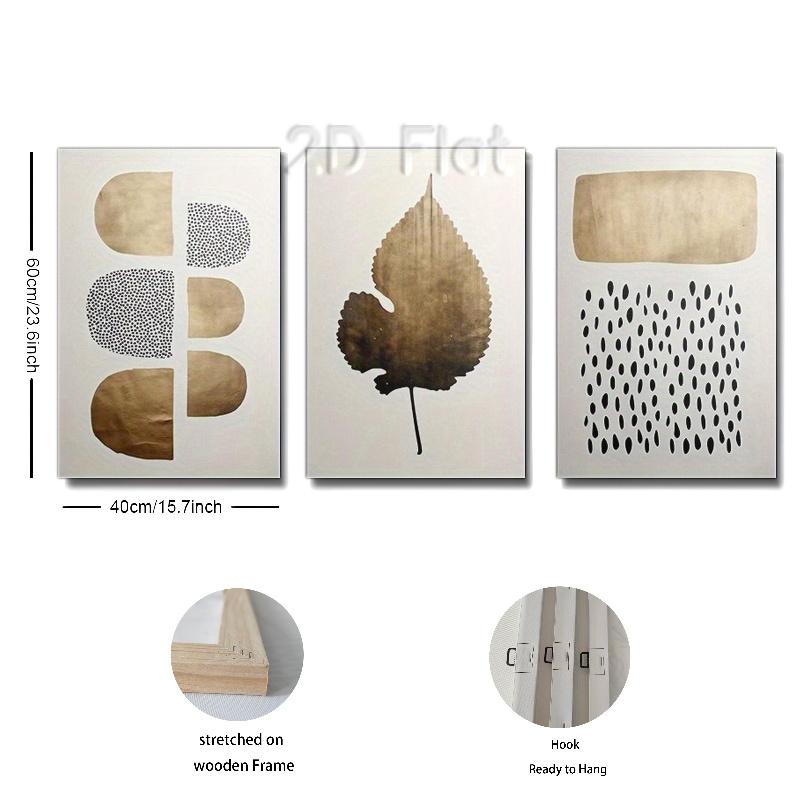 2D Flat
60cm/23.6inch
40cm/15.7inch
stretched on
wooden Frame
Hook
Ready to Hang